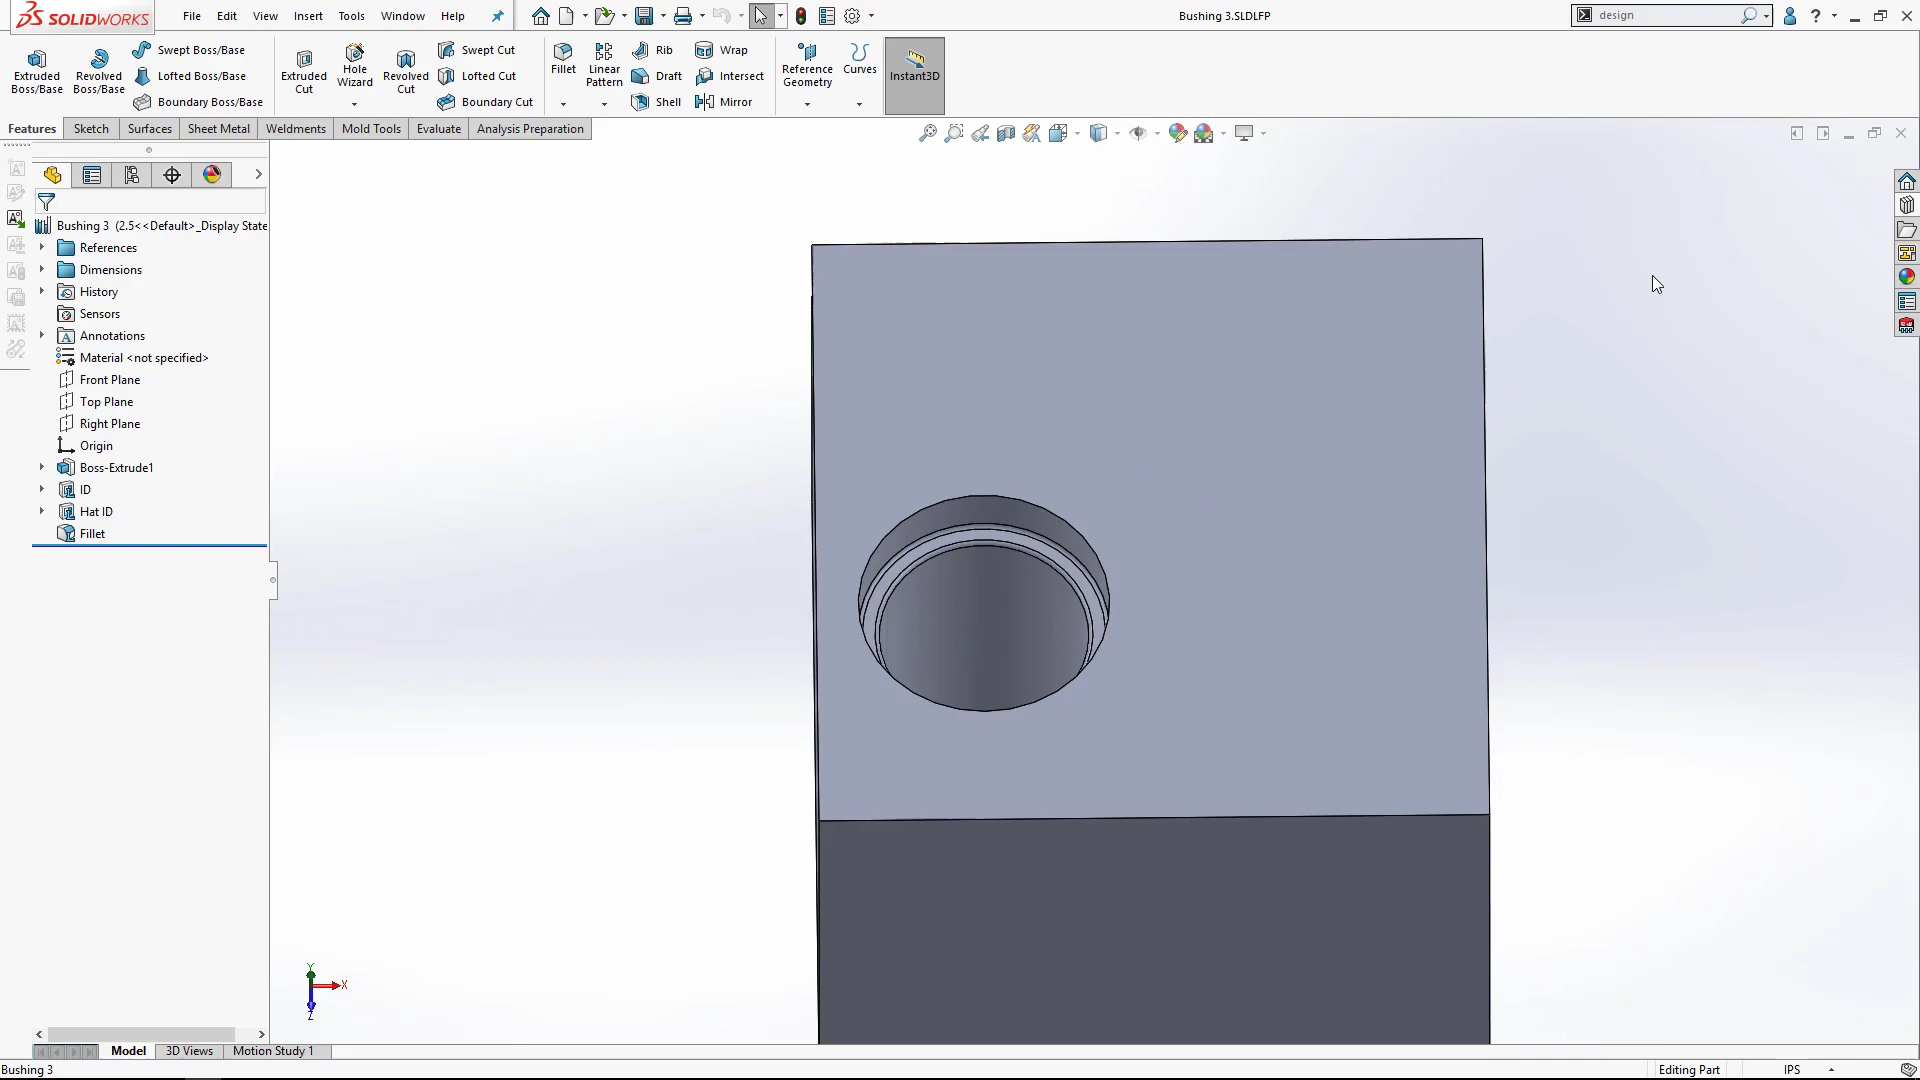 SOLIDWORKS File Edit View Insert Tools Window Help Bushing 3.SLDLFP design ?
Extruded Boss/Base
Revolved Boss/Base
Swept Boss/Base
Lofted Boss/Base
Boundary Boss/Base
Extruded Cut
Hole Wizard
Revolved Cut
Swept Cut
Lofted Cut
Boundary Cut
Fillet
Linear Pattern
Rib
Draft
Shell
Wrap
Intersect
Mirror
Reference Geometry
Curves
Instant3D
Features Sketch Surfaces Sheet Metal Weldments Mold Tools Evaluate Analysis Preparation
Bushing 3 (2.5<<Default>_Display State
References
Dimensions
History
Sensors
Annotations
Material <not specified>
Front Plane
Top Plane
Right Plane
Origin
Boss-Extrude1
ID
Hat ID
Fillet
Y
X
Z
Model 3D Views Motion Study 1
Bushing 3 Editing Part IPS